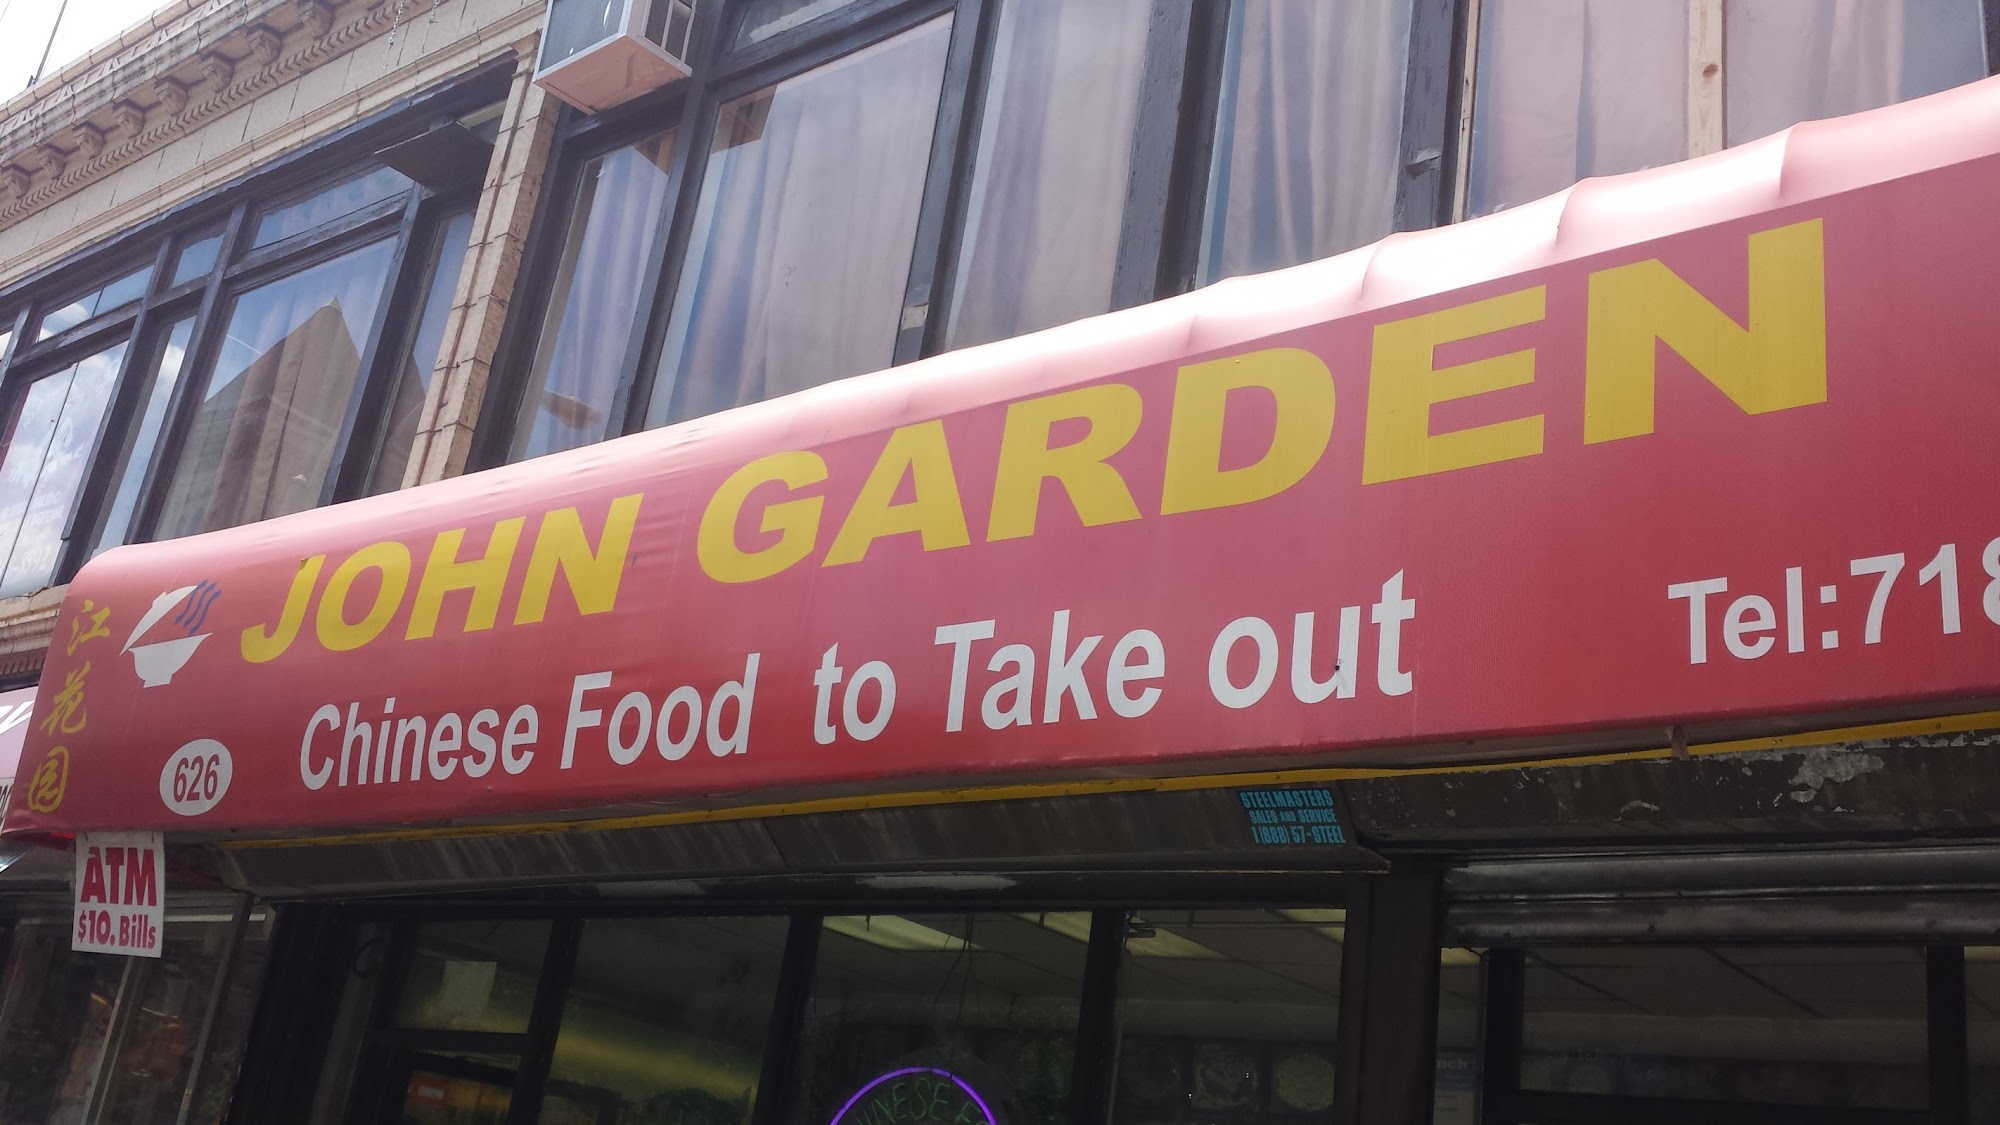 JOHN GARDEN
江花园
626
Chinese Food to Take out
Tel:718
STEELMASTERS
SALES AND SERVICE
1(888) 57-STEEL
ATM
$10. Bills